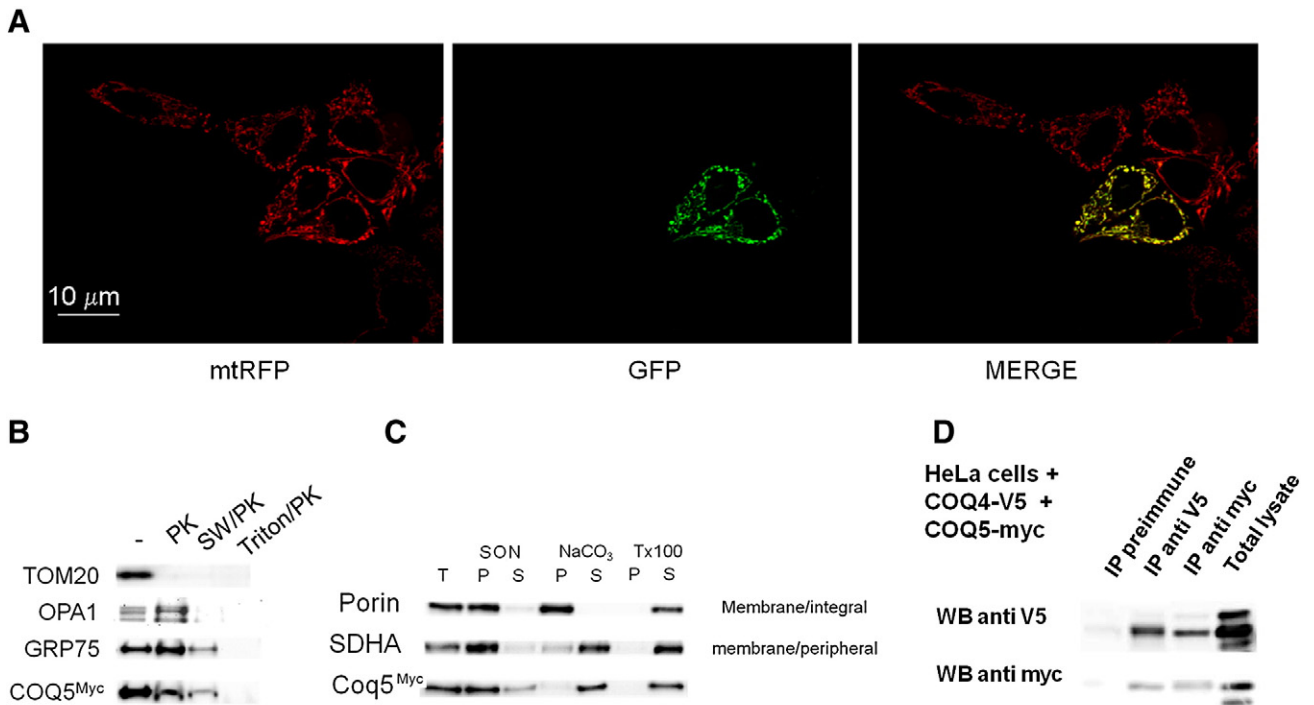 A
10 μm
mtRFP GFP MERGE
B
- PK SW/PK Triton/PK
TOM20
OPA1
GRP75
COQ5Myc
C
SON NaCO3 Tx100
T P S P S P S
Porin Membrane/integral
SDHA membrane/peripheral
Coq5Myc
D
HeLa cells +
COQ4-V5 +
COQ5-myc
IP preimmune
IP anti V5
IP anti myc
Total lysate
WB anti V5
WB anti myc